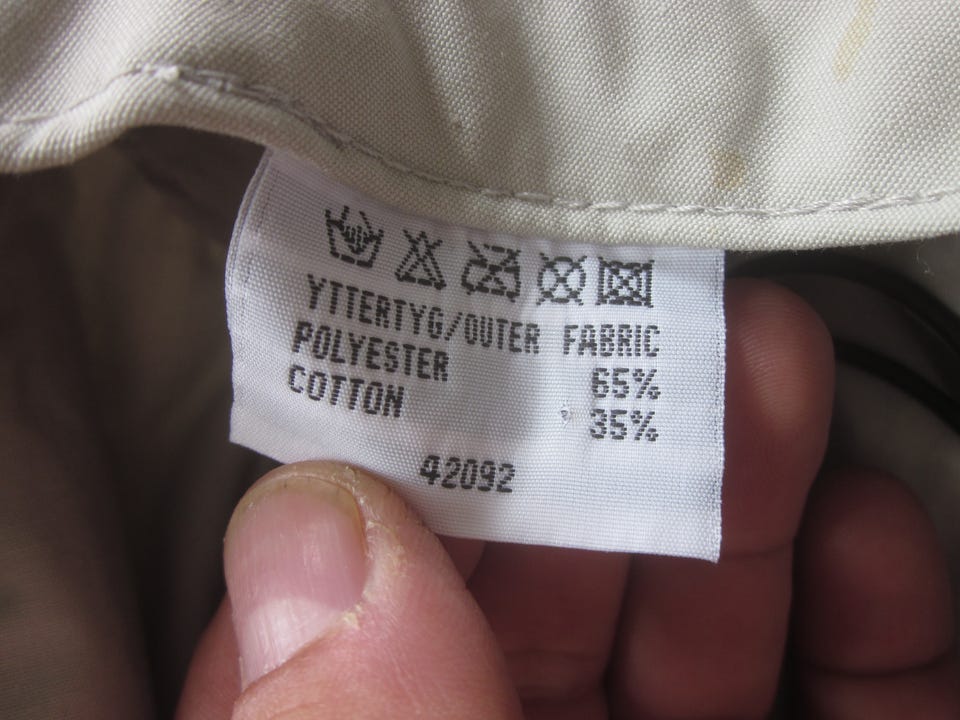 YTTERTYG/OUTER FABRIC
POLYESTER 65%
COTTON 35%
42092